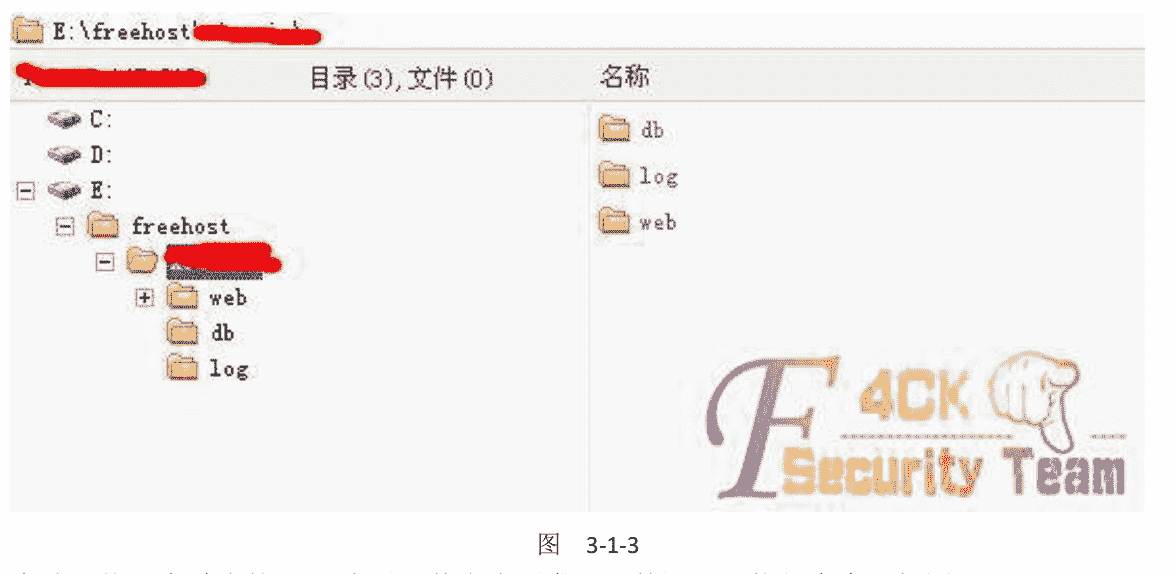 E:\freehost\
目录(3),文件(0)
名称
C:
D:
E:
freehost
web
db
log
db
log
web
F4CK
Security Team
图 3-1-3